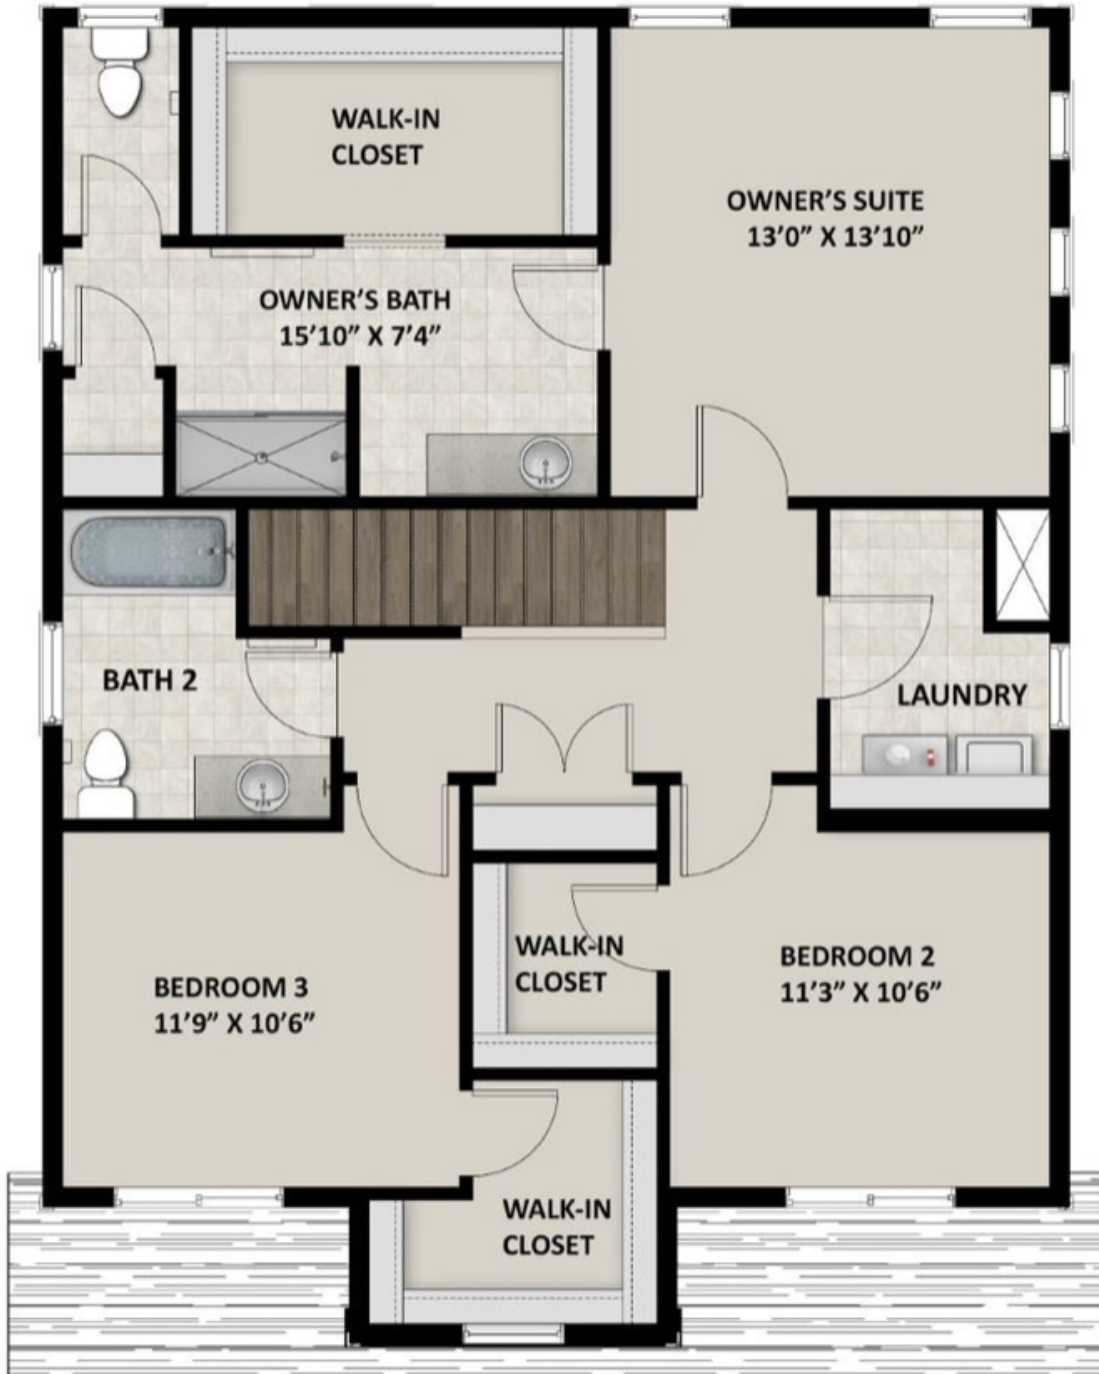 WALK-IN
CLOSET
OWNER’S SUITE
13’0” X 13’10”
OWNER’S BATH
15’10” X 7’4”
BATH 2
LAUNDRY
WALK-IN
CLOSET
BEDROOM 2
11’3” X 10’6”
BEDROOM 3
11’9” X 10’6”
WALK-IN
CLOSET